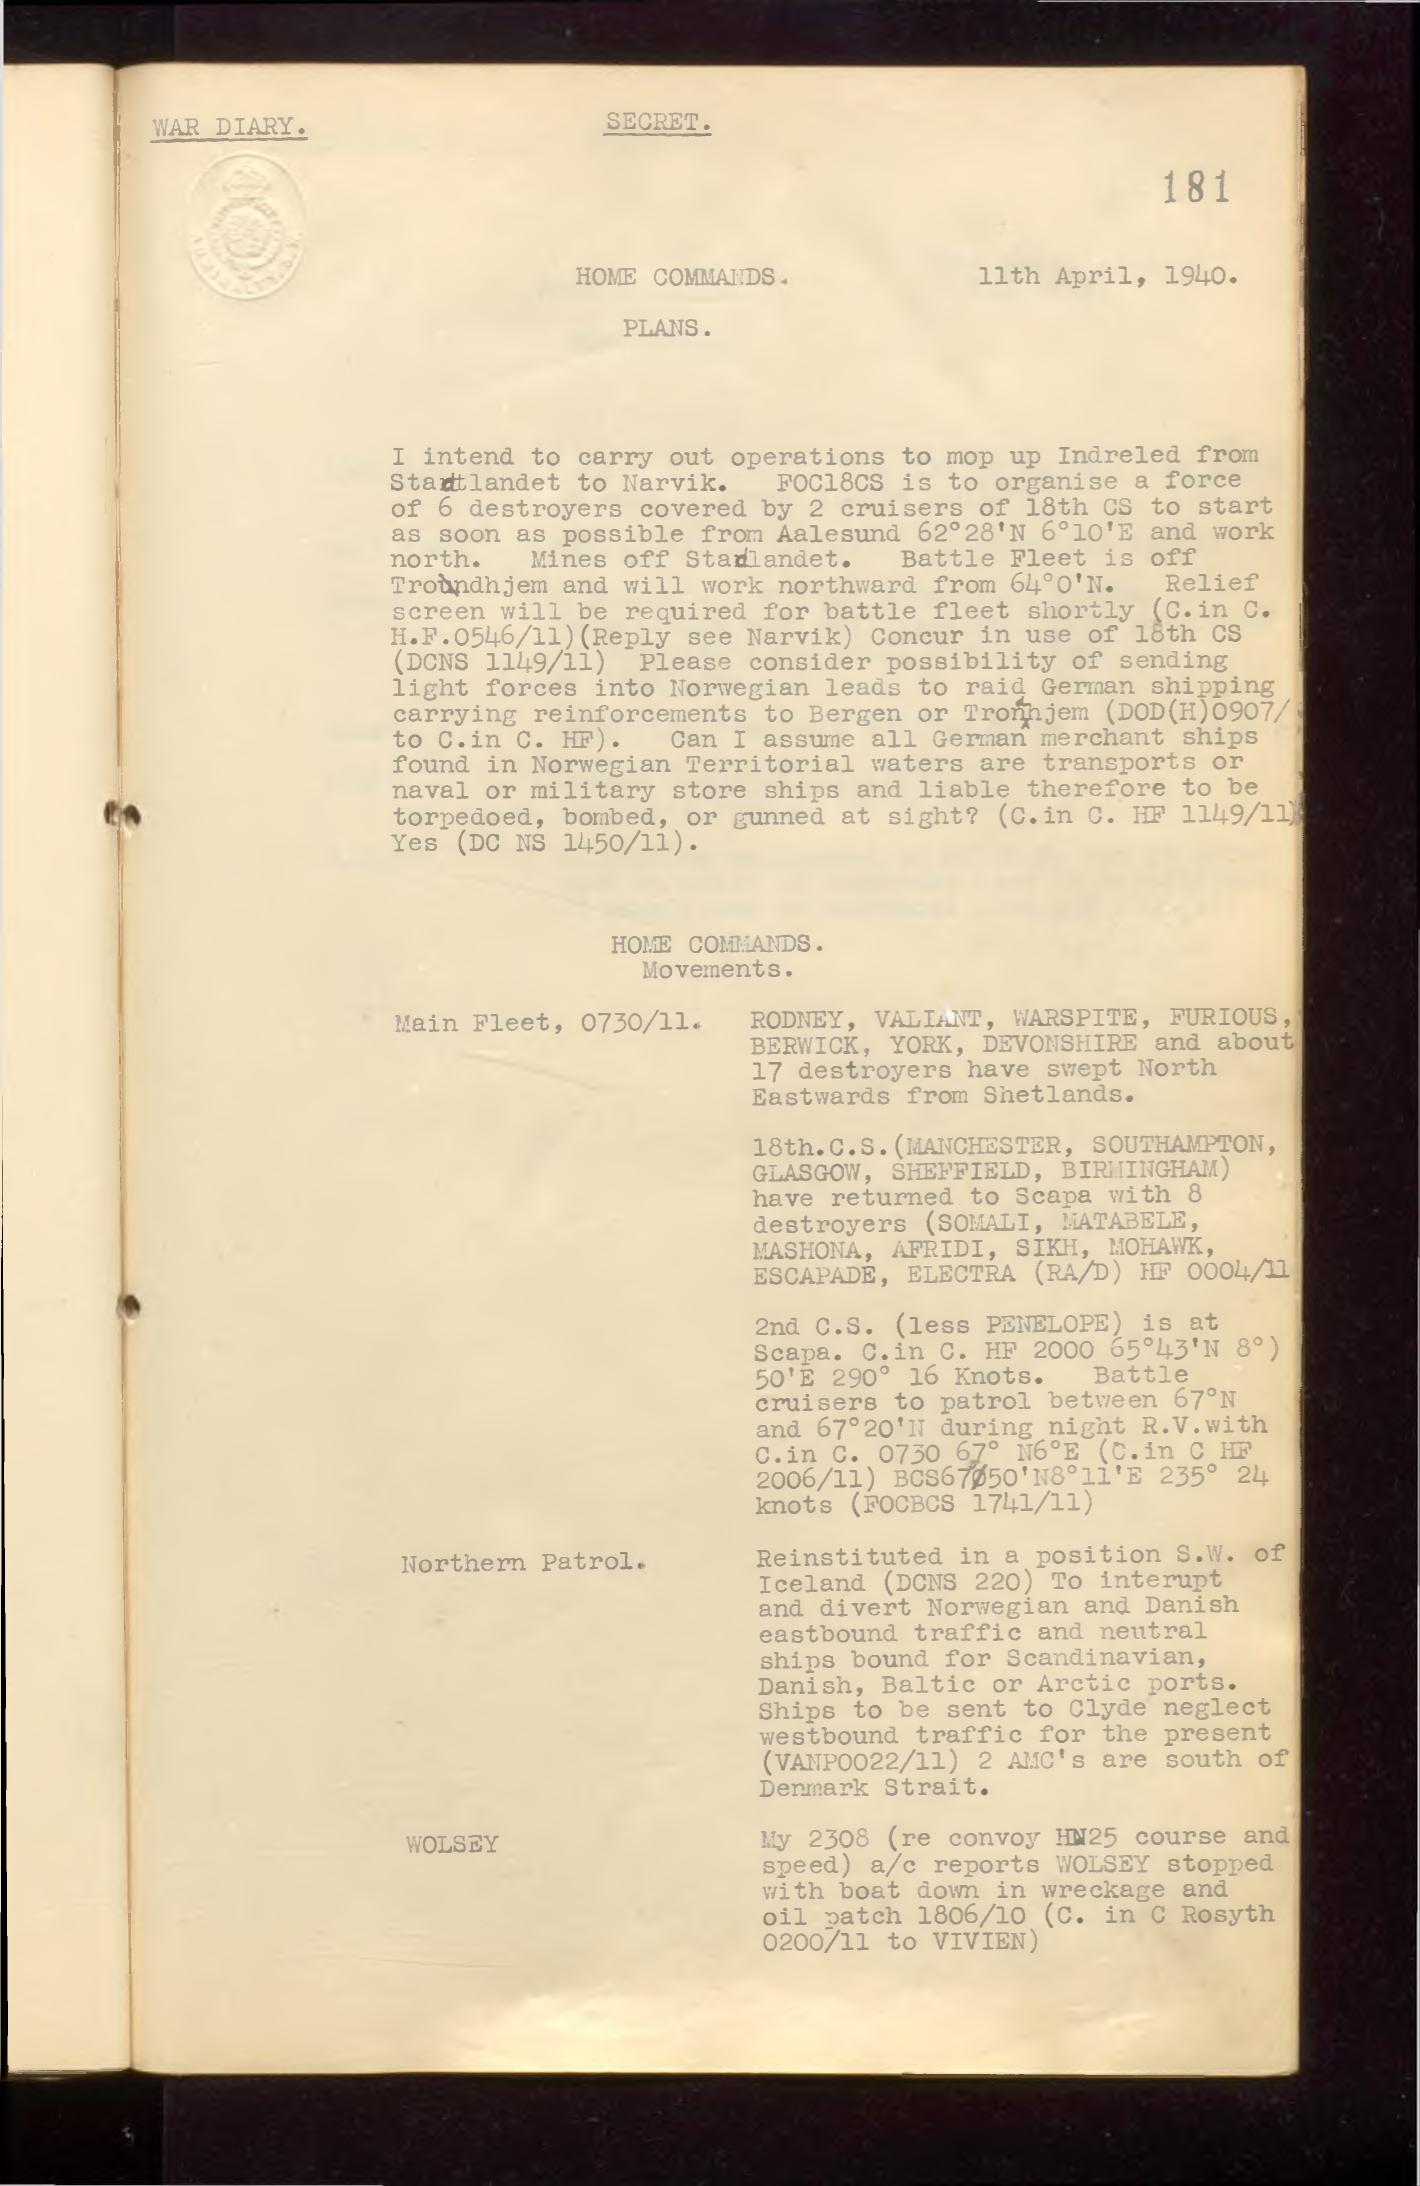 WAR DIARY.
SECRET.
181
HOME COMMANDS.
11th April, 1940.
PLANS.
I intend to carry out operations to mop up Indreled from
Stadtlandet to Narvik. FOC18CS is to organise a force
of 6 destroyers covered by 2 cruisers of 18th CS to start
as soon as possible from Aalesund 62°28'N 6°10'E and work
north. Mines off Stadlandet. Battle Fleet is off
Trondhjem and will work northward from 64°0'N. Relief
screen will be required for battle fleet shortly (C.in C.
H.F.0546/11)(Reply see Narvik) Concur in use of 18th CS
(DCNS 1149/11) Please consider possibility of sending
light forces into Norwegian leads to raid German shipping
carrying reinforcements to Bergen or Trondhjem (DOD(H)0907/
to C.in C. HF). Can I assume all German merchant ships
found in Norwegian Territorial waters are transports or
naval or military store ships and liable therefore to be
torpedoed, bombed, or gunned at sight? (C.in C. HF 1149/11)
Yes (DC NS 1450/11).
HOME COMMANDS.
Movements.
Main Fleet, 0730/11.
RODNEY, VALIANT, WARSPITE, FURIOUS,
BERWICK, YORK, DEVONSHIRE and about
17 destroyers have swept North
Eastwards from Shetlands.
18th.C.S.(MANCHESTER, SOUTHAMPTON,
GLASGOW, SHEFFIELD, BIRMINGHAM)
have returned to Scapa with 8
destroyers (SOMALI, MATABELE,
MASHONA, AFRIDI, SIKH, MOHAWK,
ESCAPADE, ELECTRA (RA/D) HF 0004/11
2nd C.S. (less PENELOPE) is at
Scapa. C.in C. HF 2000 65°43'N 8°)
50'E 290° 16 Knots. Battle
cruisers to patrol between 67°N
and 67°20'N during night R.V.with
C.in C. 0730 67° N6°E (C.in C HF
2006/11) BCS67°50'N8°11'E 235° 24
knots (FOCBCS 1741/11)
Northern Patrol.
Reinstituted in a position S.W. of
Iceland (DCNS 220) To interupt
and divert Norwegian and Danish
eastbound traffic and neutral
ships bound for Scandinavian,
Danish, Baltic or Arctic ports.
Ships to be sent to Clyde neglect
westbound traffic for the present
(VANP0022/11) 2 AMC's are south of
Denmark Strait.
WOLSEY
My 2308 (re convoy HN25 course and
speed) a/c reports WOLSEY stopped
with boat down in wreckage and
oil patch 1806/10 (C. in C Rosyth
0200/11 to VIVIEN)